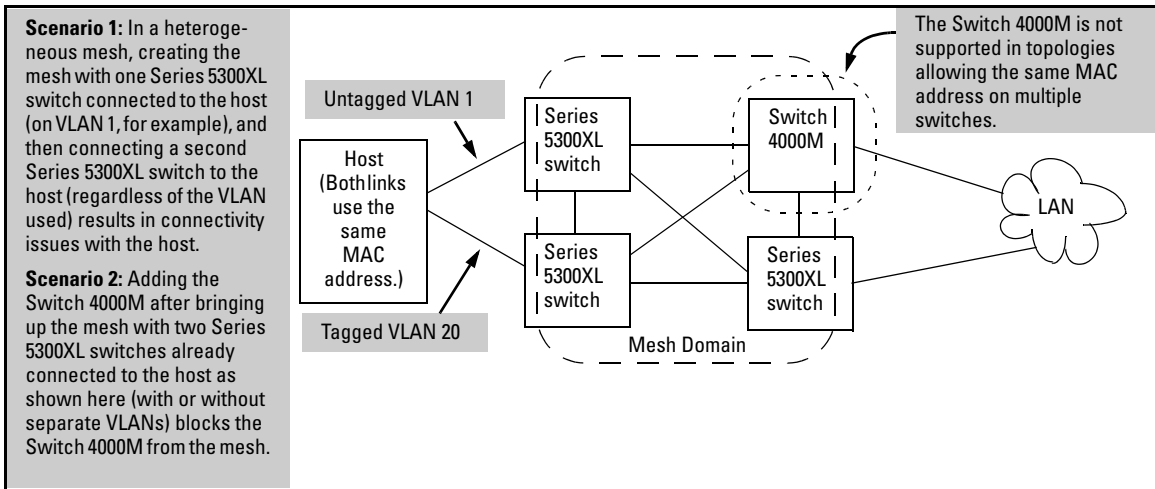 Scenario 1: In a heteroge-
neous mesh, creating the
mesh with one Series 5300XL
switch connected to the host
(on VLAN 1, for example), and
then connecting a second
Series 5300XL switch to the
host (regardless of the VLAN
used) results in connectivity
issues with the host.
Scenario 2: Adding the
Switch 4000M after bringing
up the mesh with two Series
5300XL switches already
connected to the host as
shown here (with or without
separate VLANs) blocks the
Switch 4000M from the mesh.
Untagged VLAN 1
Host
(Both links
use the
same
MAC
address.)
Tagged VLAN 20
Series
5300XL
switch
Series
5300XL
switch
Switch
4000M
Series
5300XL
switch
Mesh Domain
The Switch 4000M is not
supported in topologies
allowing the same MAC
address on multiple
switches.
LAN